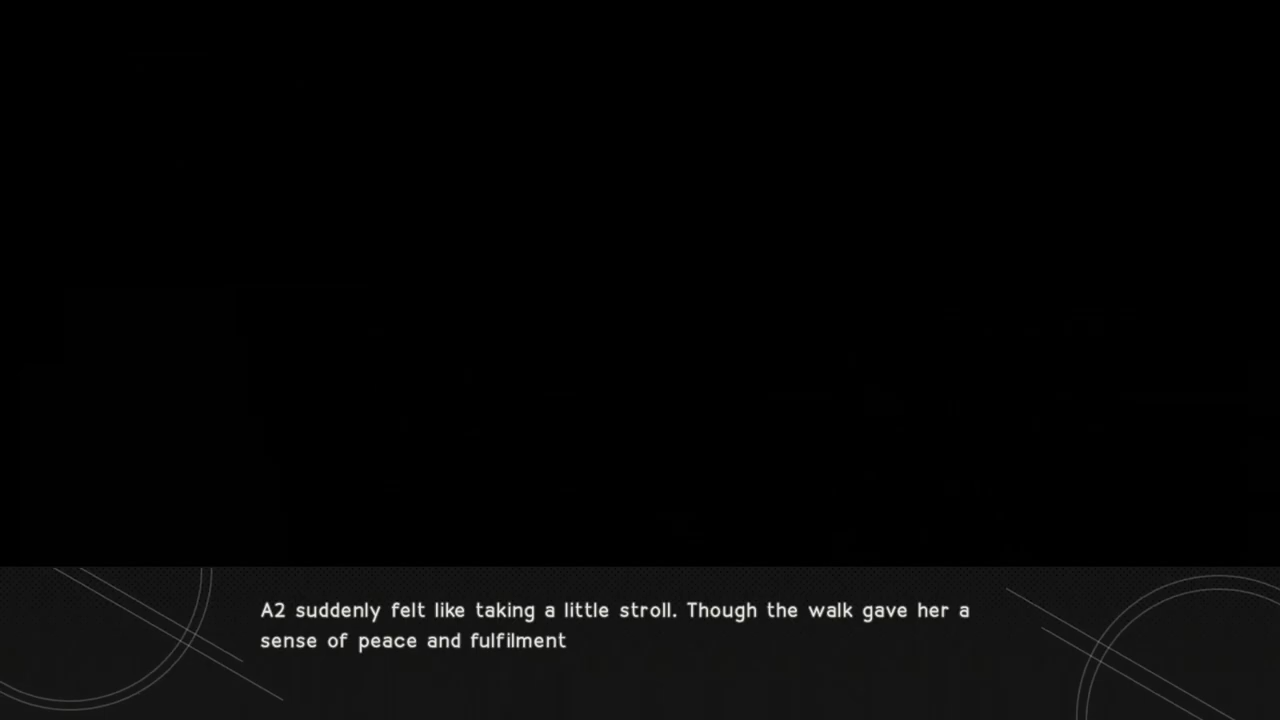 A2 suddenly felt like taking a little stroll. Though the walk gave her a
sense of peace and fulfilment